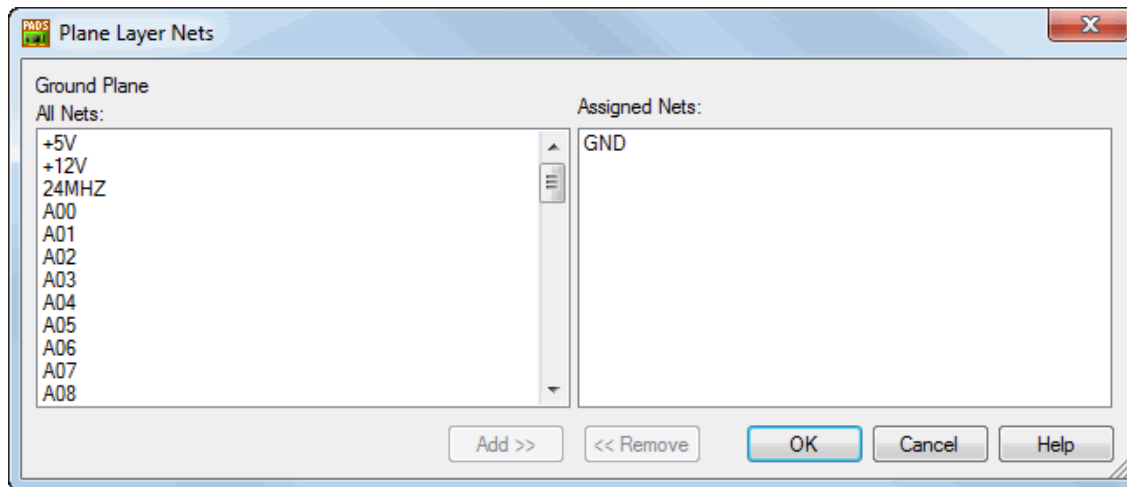 PADS
Plane Layer Nets
Ground Plane
All Nets:
+5V
+12V
24MHZ
A00
A01
A02
A03
A04
A05
A06
A07
A08
Assigned Nets:
GND
Add >>
<< Remove
OK
Cancel
Help